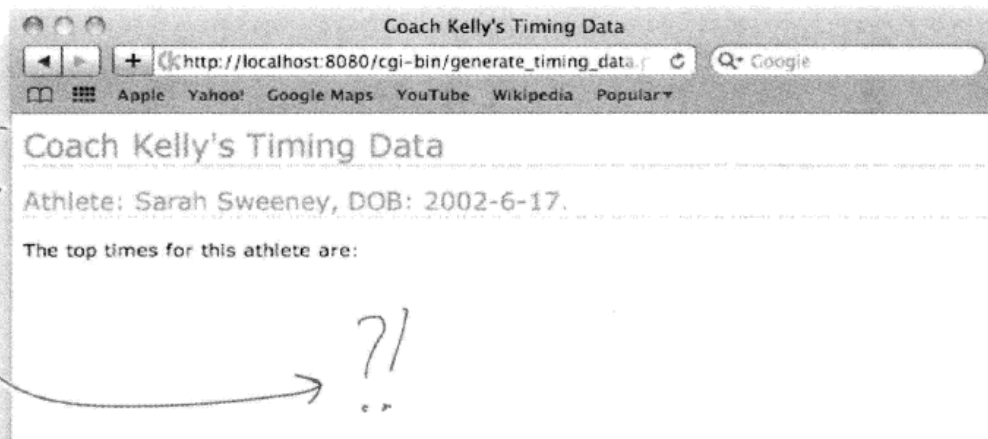 Coach Kelly's Timing Data
http://localhost:8080/cgi-bin/generate_timing_data.p
Google
Apple Yahoo! Google Maps YouTube Wikipedia Popular
Coach Kelly's Timing Data
Athlete: Sarah Sweeney, DOB: 2002-6-17.
The top times for this athlete are:
?!